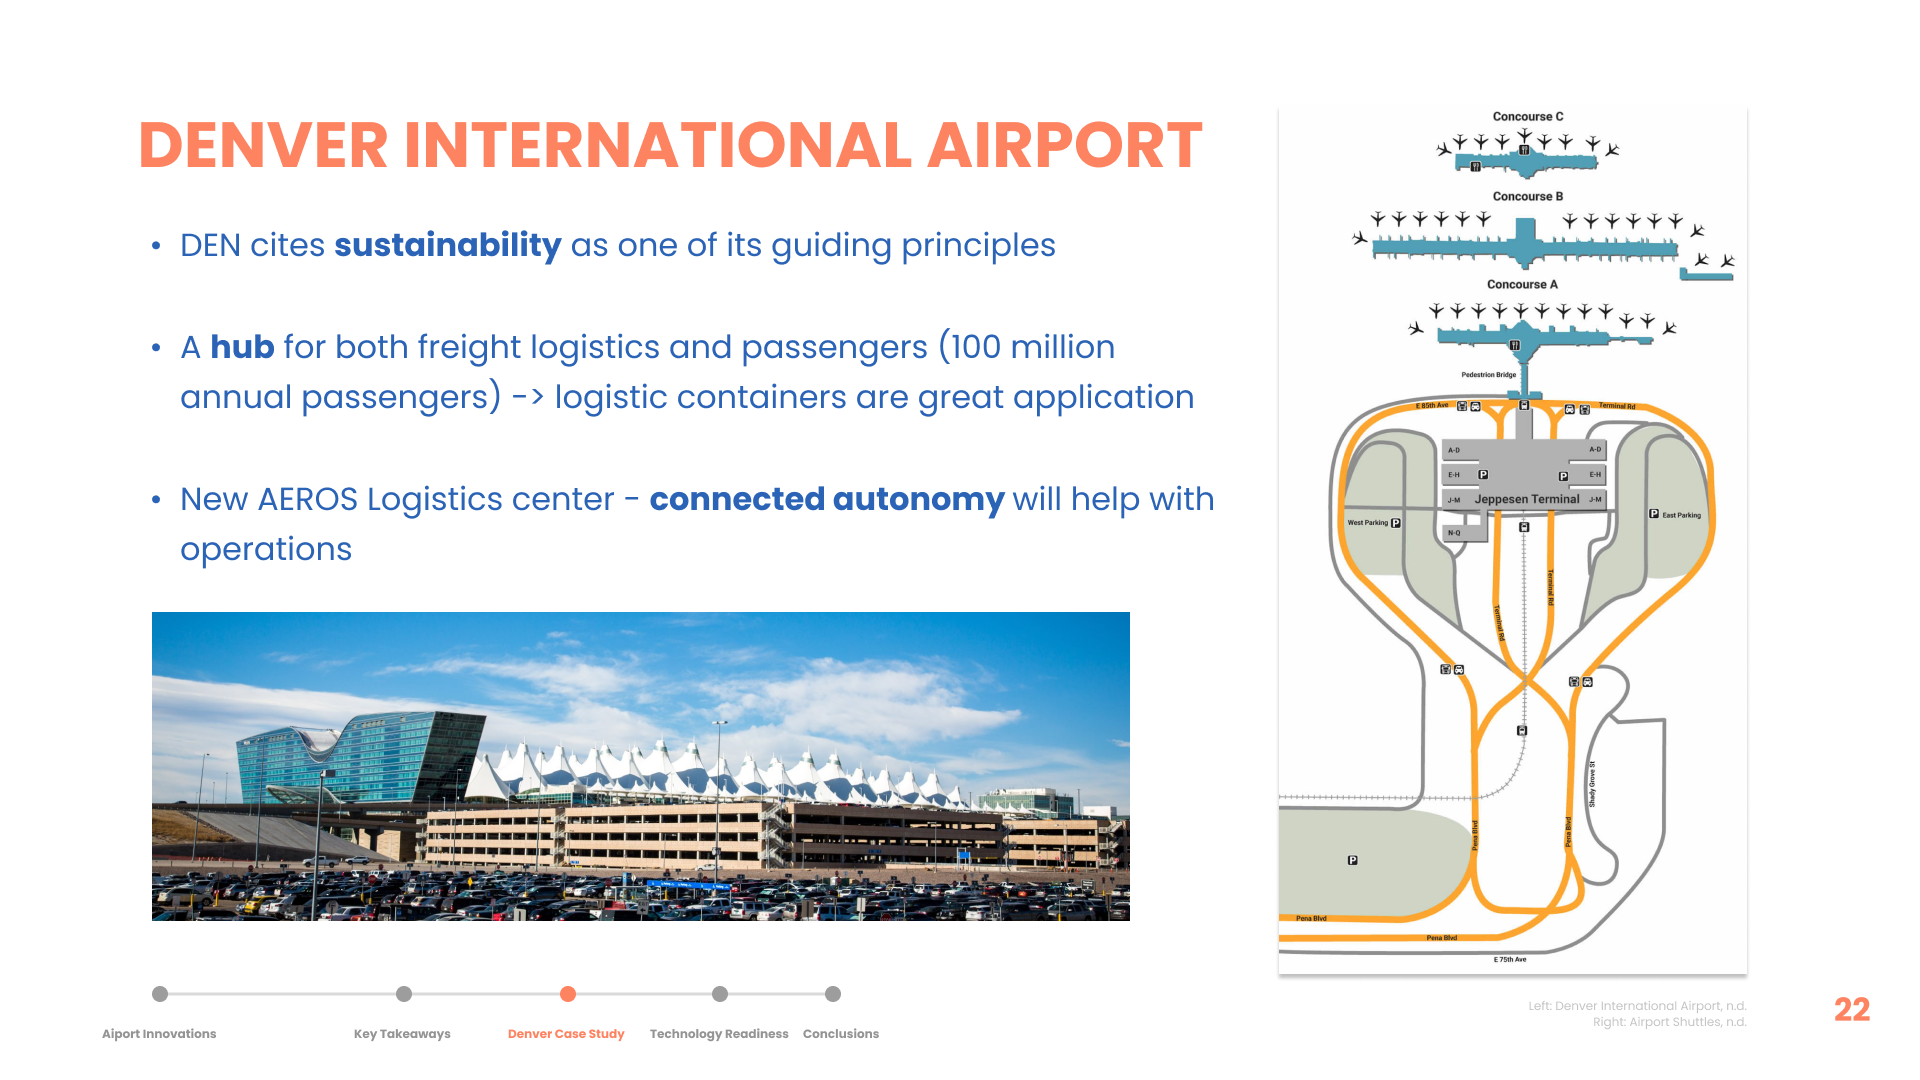 DENVER INTERNATIONAL AIRPORT
• DEN cites sustainability as one of its guiding principles
• A hub for both freight logistics and passengers (100 million
annual passengers) -> logistic containers are great application
• New AEROS Logistics center - connected autonomy will help with
operations
Concourse C
Concourse B
Concourse A
Pedestrion Bridge
E 85th Ave
Terminal Rd
A-D
A-D
E-H
P
P
E-H
J-M
Jeppesen Terminal
J-M
West Parking P
P East Parking
N-Q
Terminal Rd
Terminal Rd
Shady Grove St
Pena Blvd
Pena Blvd
P
Pena Blvd
Pena Blvd
E 75th Ave
Aiport Innovations
Key Takeaways
Denver Case Study
Technology Readiness
Conclusions
Left: Denver International Airport, n.d.
Right: Airport Shuttles, n.d.
22